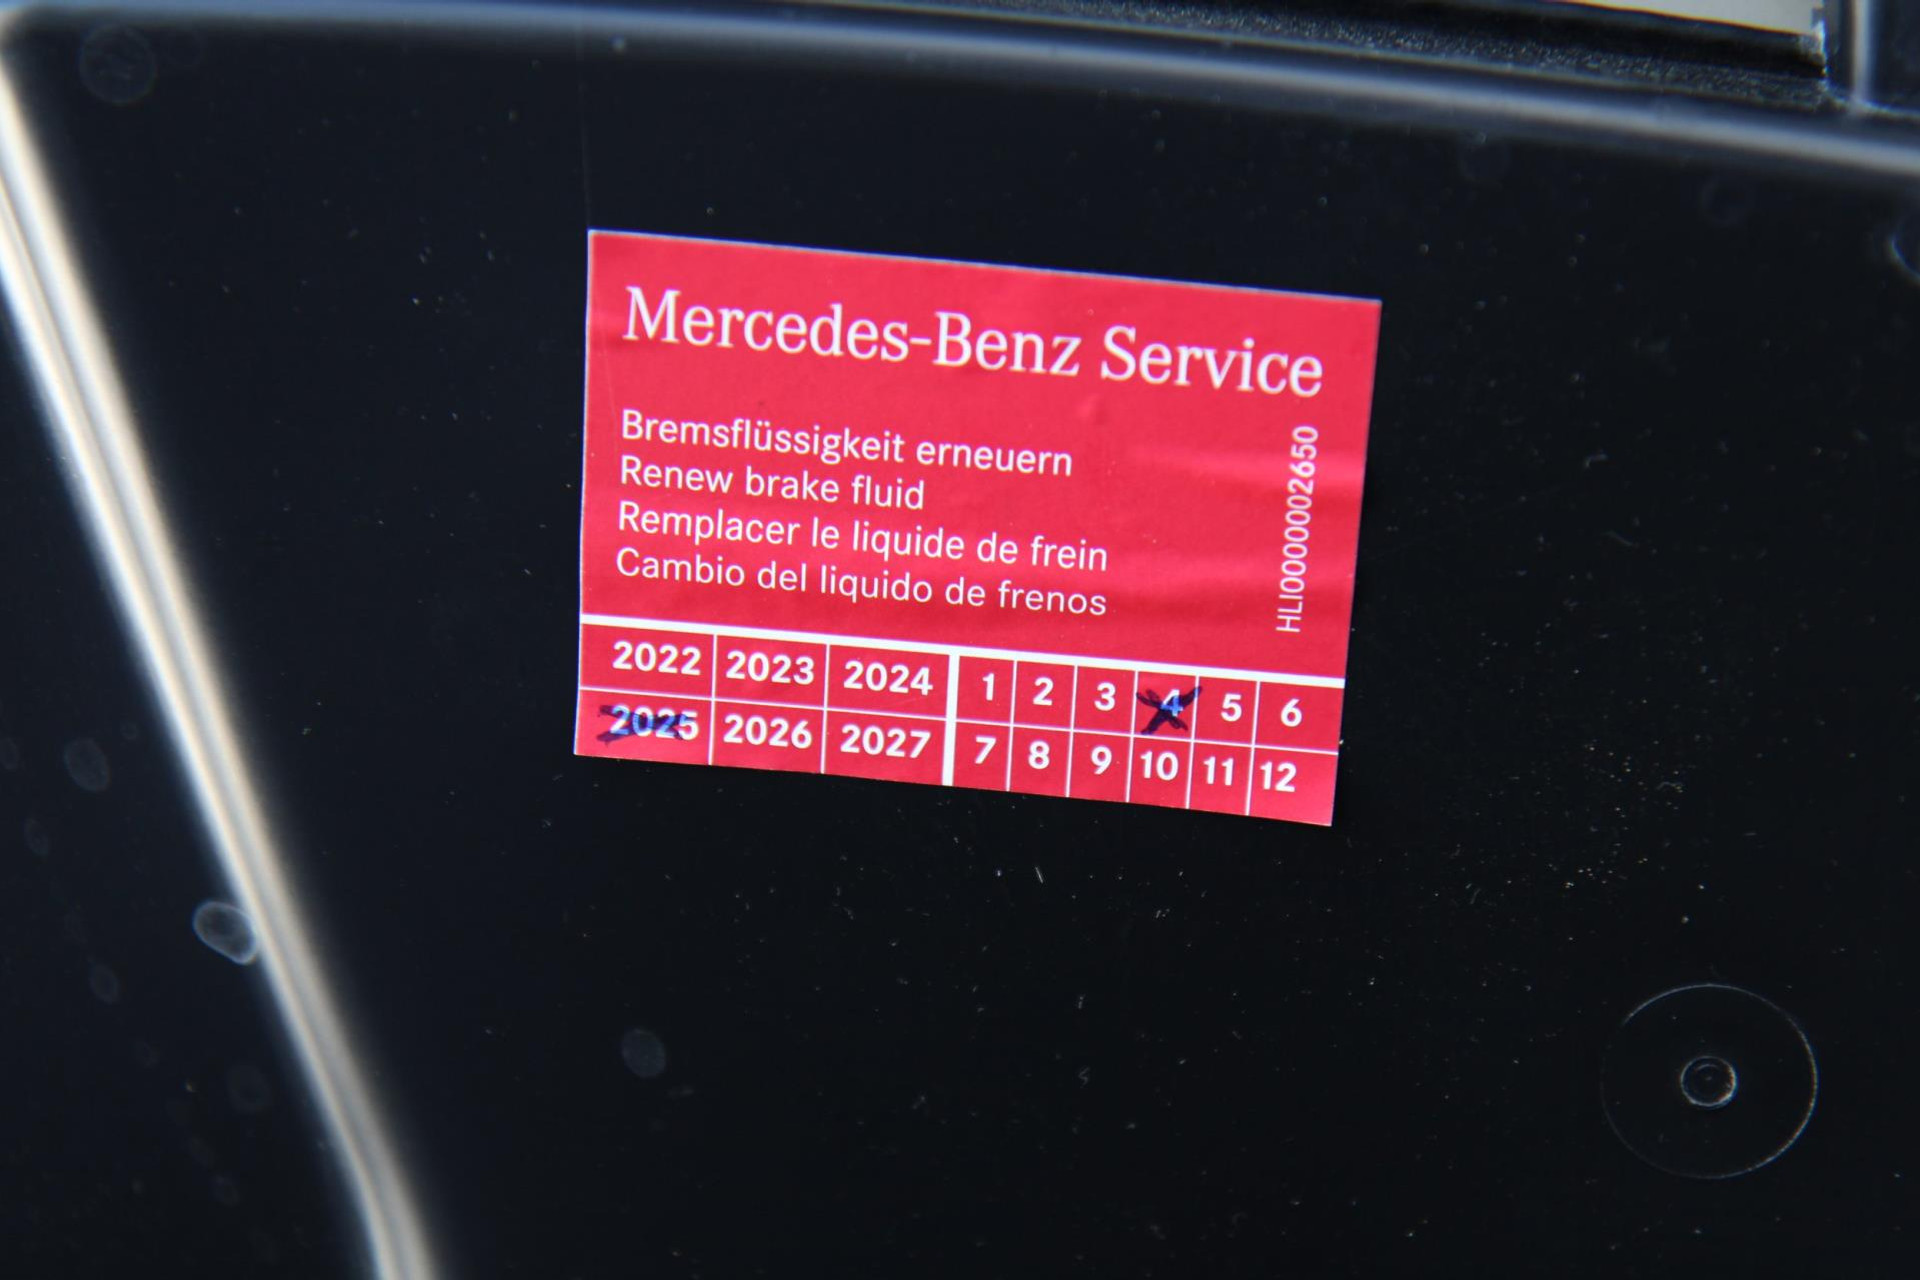 Mercedes-Benz Service
Bremsflüssigkeit erneuern
Renew brake fluid
Remplacer le liquide de frein
Cambio del liquido de frenos
HLI0000002650
2022 2023 2024 1 2 3 4 5 6
2025 2026 2027 7 8 9 10 11 12